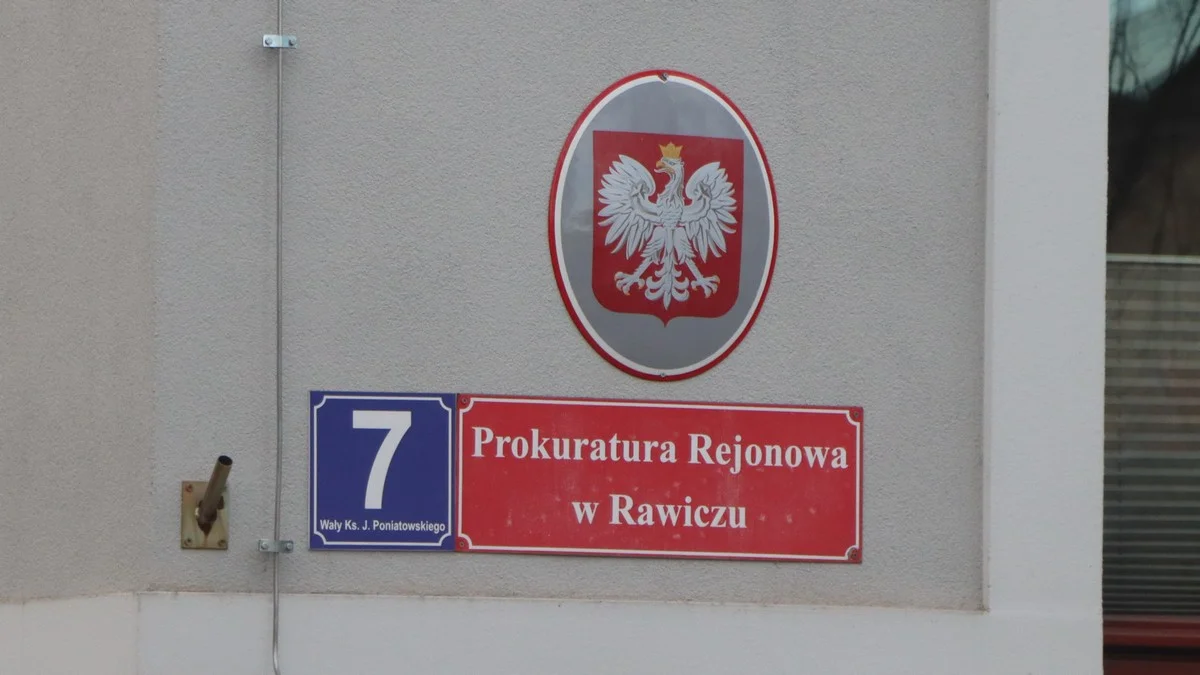 7
Wały Ks. J. Poniatowskiego
Prokuratura Rejonowa
w Rawiczu